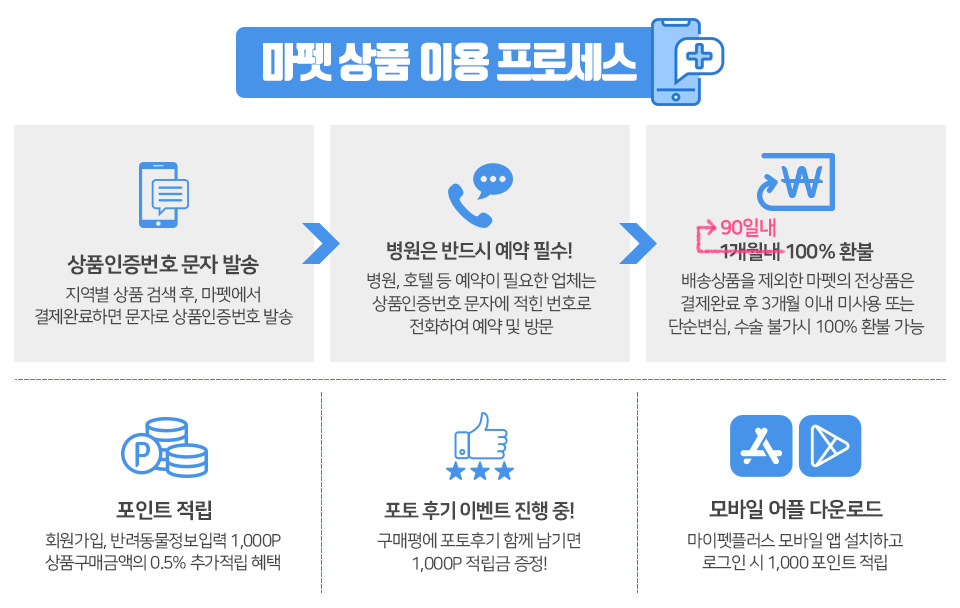 마펫 상품 이용 프로세스
상품인증번호 문자 발송
지역별 상품 검색 후, 마펫에서
결제완료하면 문자로 상품인증번호 발송
병원은 반드시 예약 필수!
병원, 호텔 등 예약이 필요한 업체는
상품인증번호 문자에 적힌 번호로
전화하여 예약 및 방문
₩
90일내
1개월내 100% 환불
배송상품을 제외한 마펫의 전상품은
결제완료 후 3개월 이내 미사용 또는
단순변심, 수술 불가시 100% 환불 가능
P
포인트 적립
회원가입, 반려동물정보입력 1,000P
상품구매금액의 0.5% 추가적립 혜택
포토 후기 이벤트 진행 중!
구매평에 포토후기 함께 남기면
1,000P 적립금 증정!
모바일 어플 다운로드
마이펫플러스 모바일 앱 설치하고
로그인 시 1,000 포인트 적립